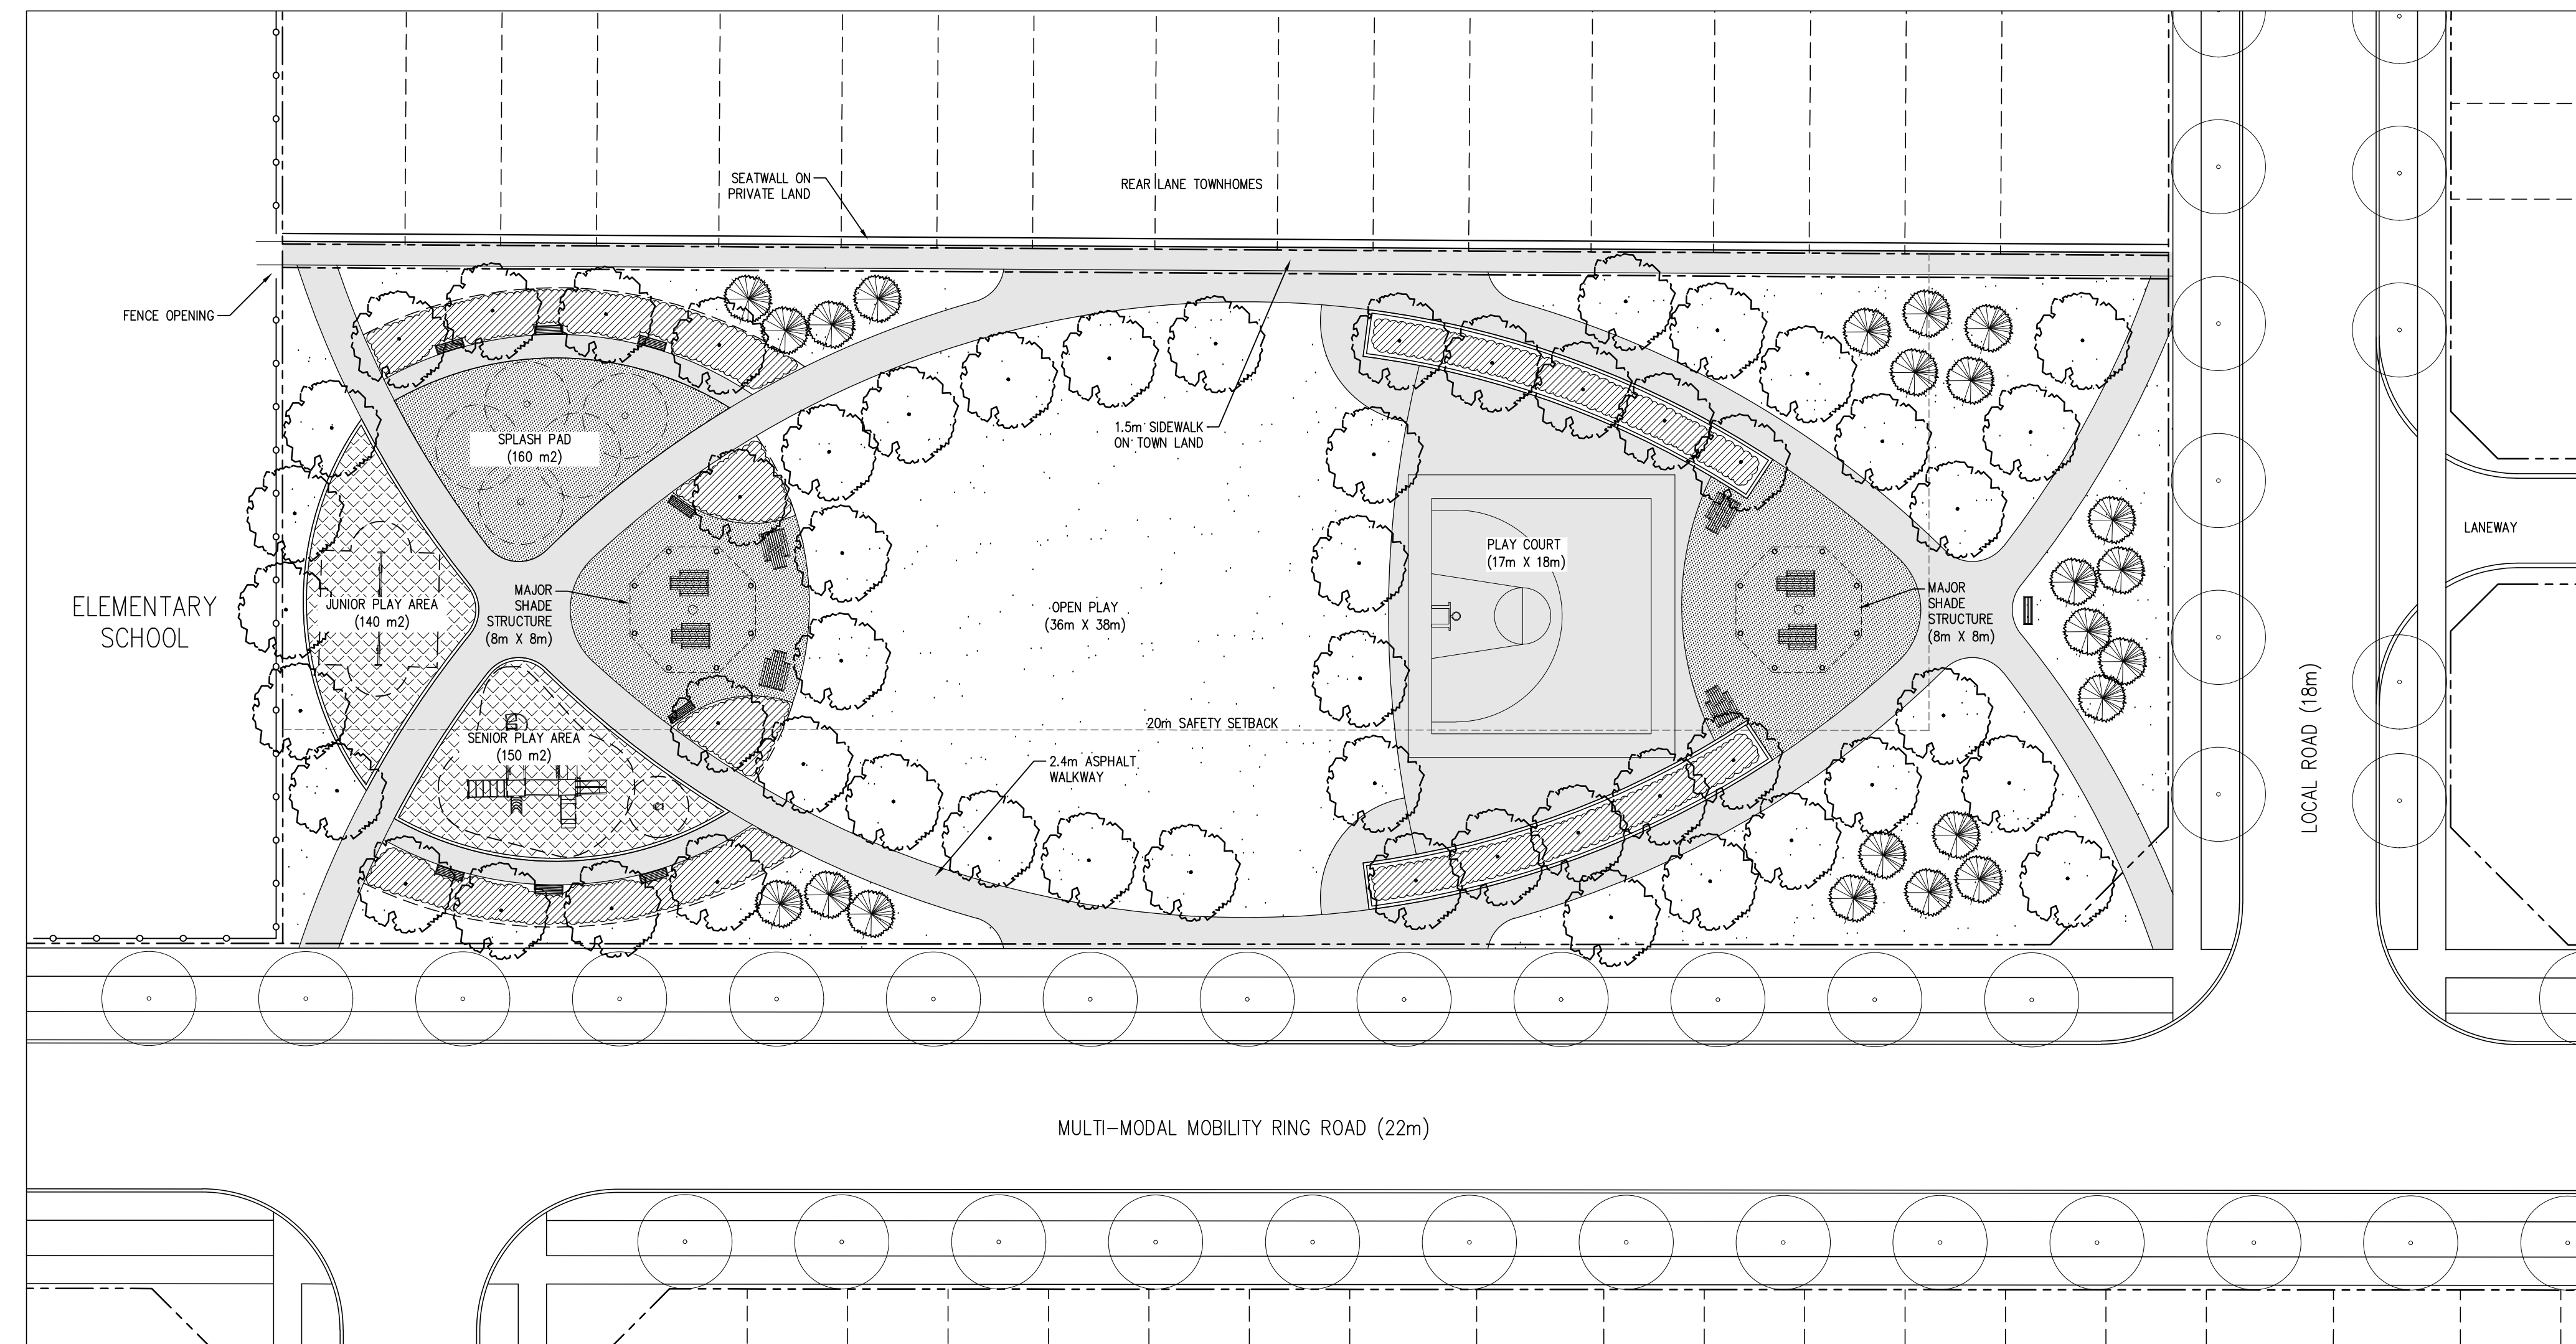 SEATWALL ON
PRIVATE LAND
REAR LANE TOWNHOMES
FENCE OPENING
1.5m SIDEWALK
ON TOWN LAND
SPLASH PAD
(160 m2)
ELEMENTARY
SCHOOL
JUNIOR PLAY AREA
(140 m2)
MAJOR
SHADE
STRUCTURE
(8m X 8m)
OPEN PLAY
(36m X 38m)
PLAY COURT
(17m X 18m)
MAJOR
SHADE
STRUCTURE
(8m X 8m)
LANEWAY
20m SAFETY SETBACK
SENIOR PLAY AREA
(150 m2)
2.4m ASPHALT
WALKWAY
LOCAL ROAD (18m)
MULTI-MODAL MOBILITY RING ROAD (22m)